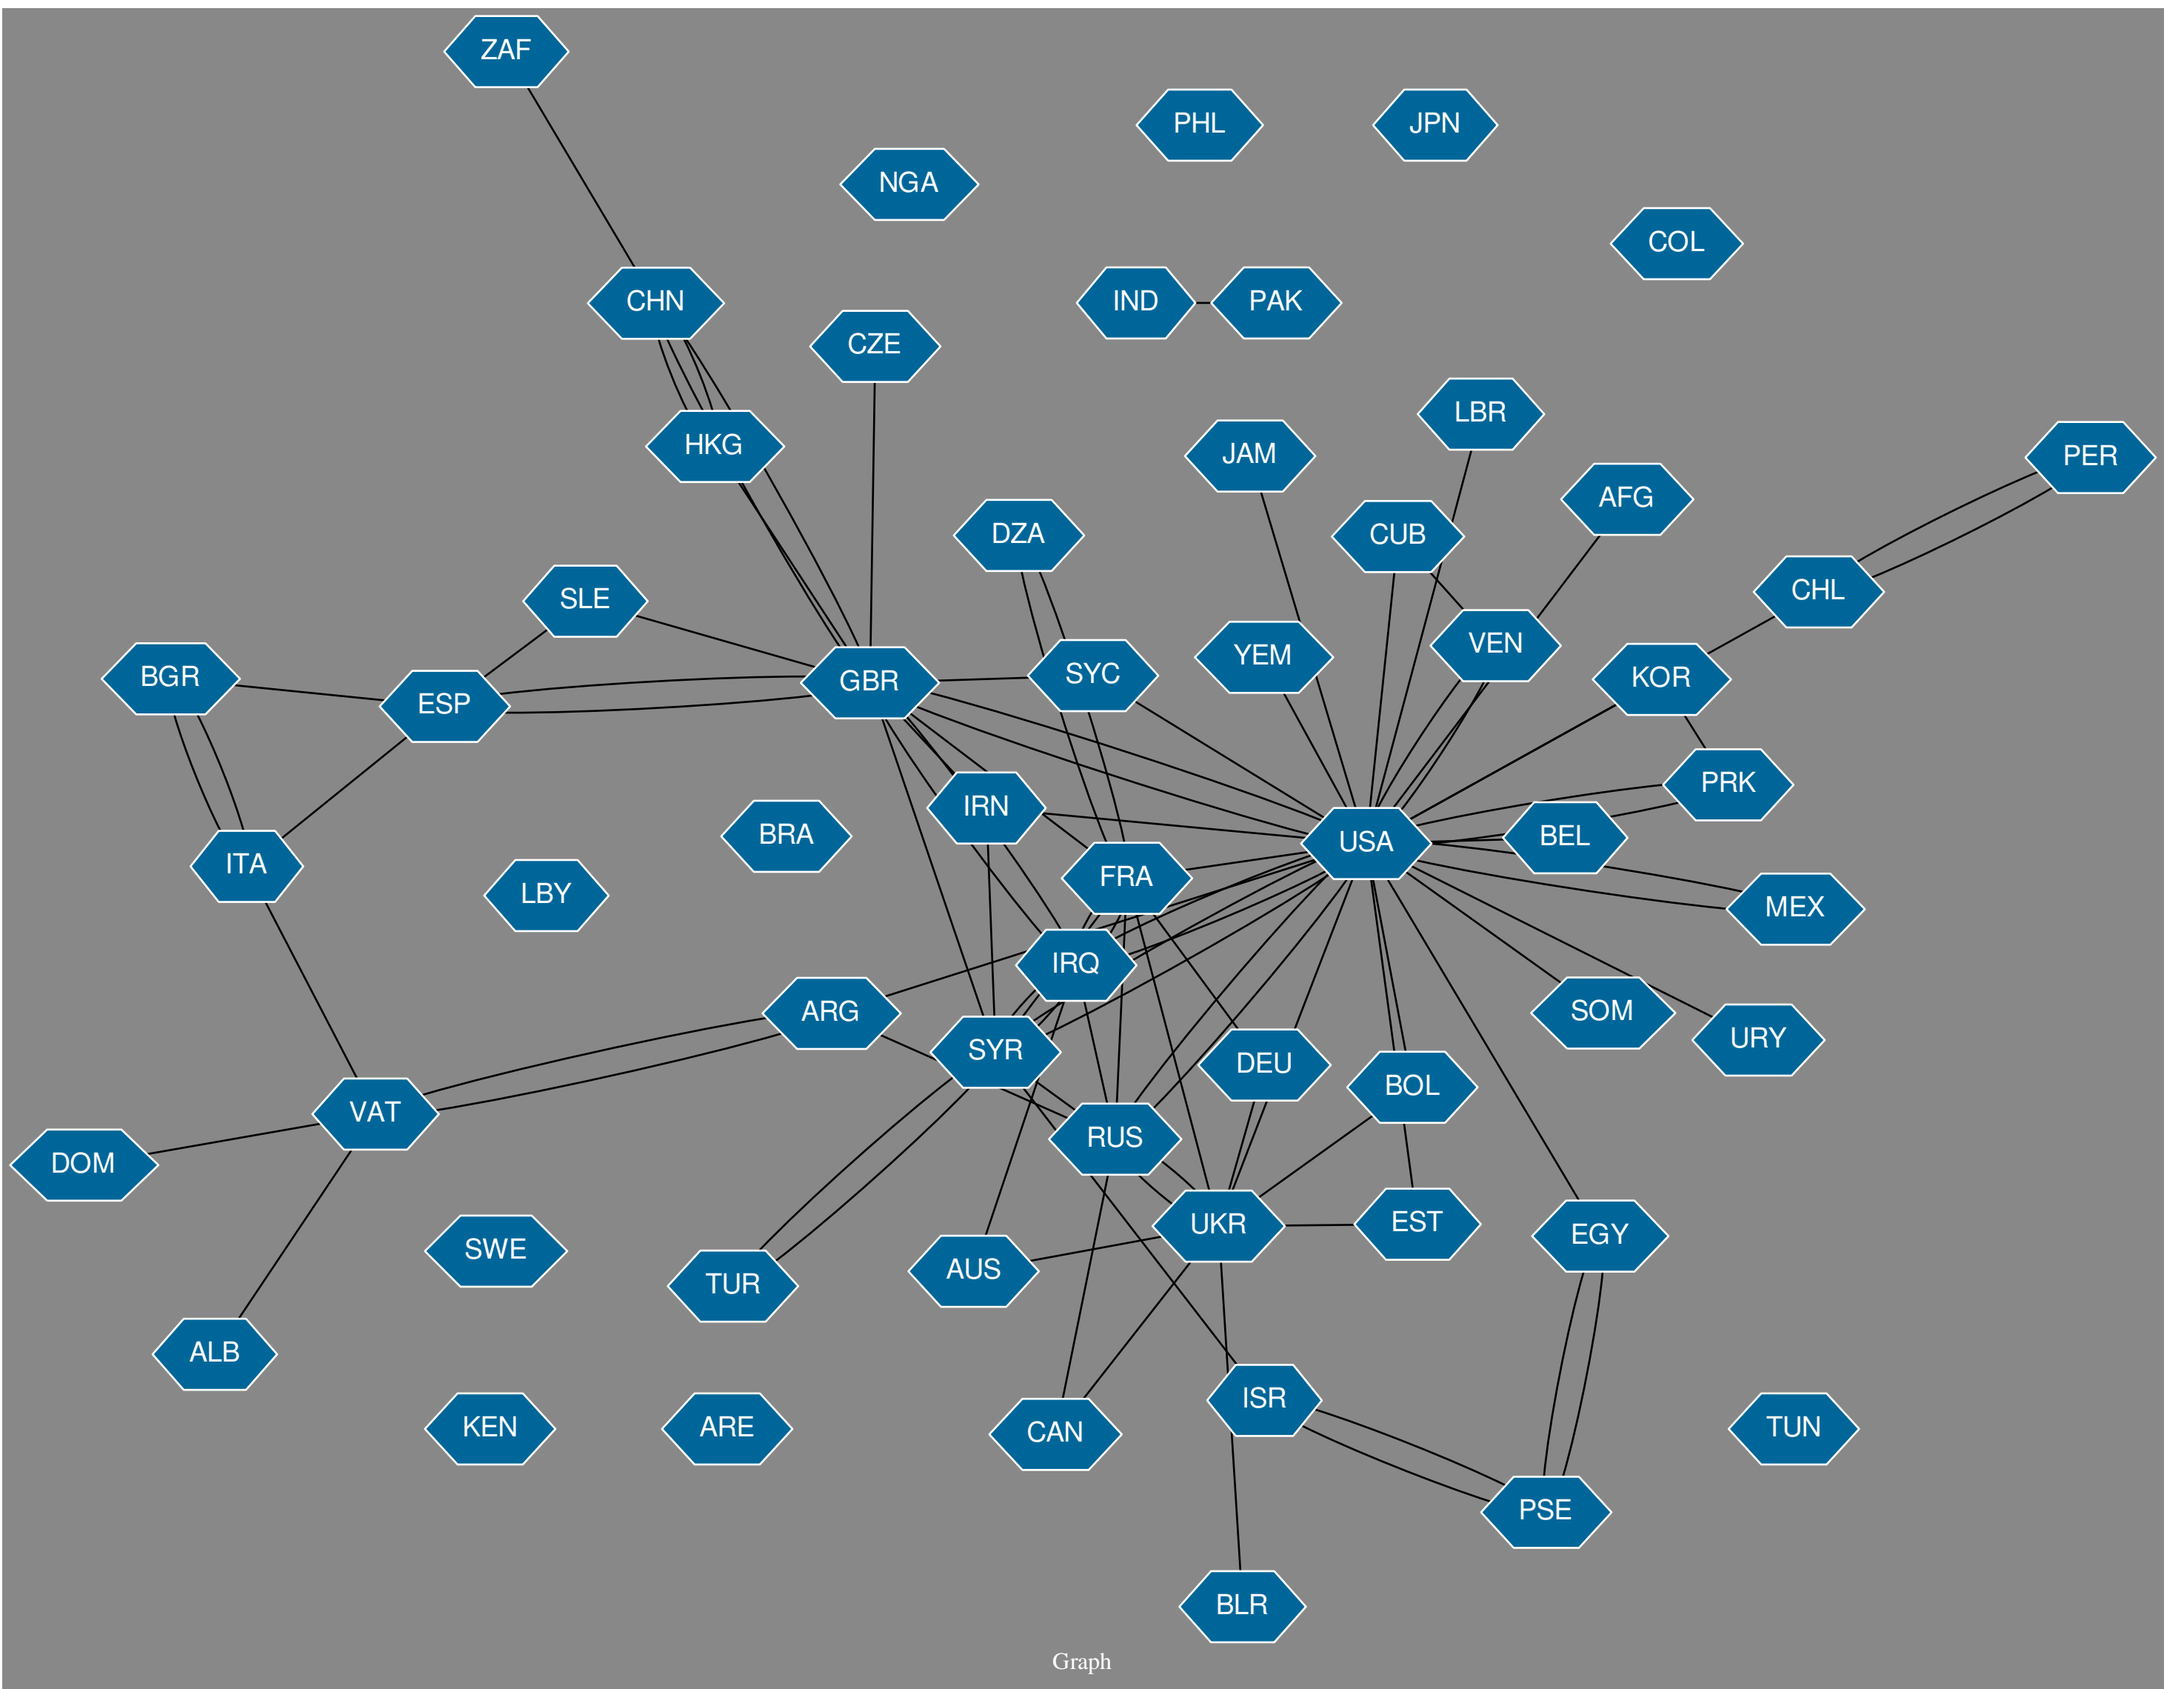 ZAF
PHL
JPN
NGA
COL
CHN
IND
PAK
CZE
HKG
JAM
LBR
PER
AFG
DZA
CUB
CHL
SLE
BGR
ESP
GBR
SYC
YEM
VEN
KOR
PRK
IRN
BRA
USA
BEL
ITA
LBY
FRA
MEX
IRQ
ARG
SOM
URY
SYR
DEU
BOL
VAT
RUS
DOM
SWE
TUR
AUS
UKR
EST
EGY
ALB
KEN
ARE
CAN
ISR
TUN
PSE
BLR
Graph